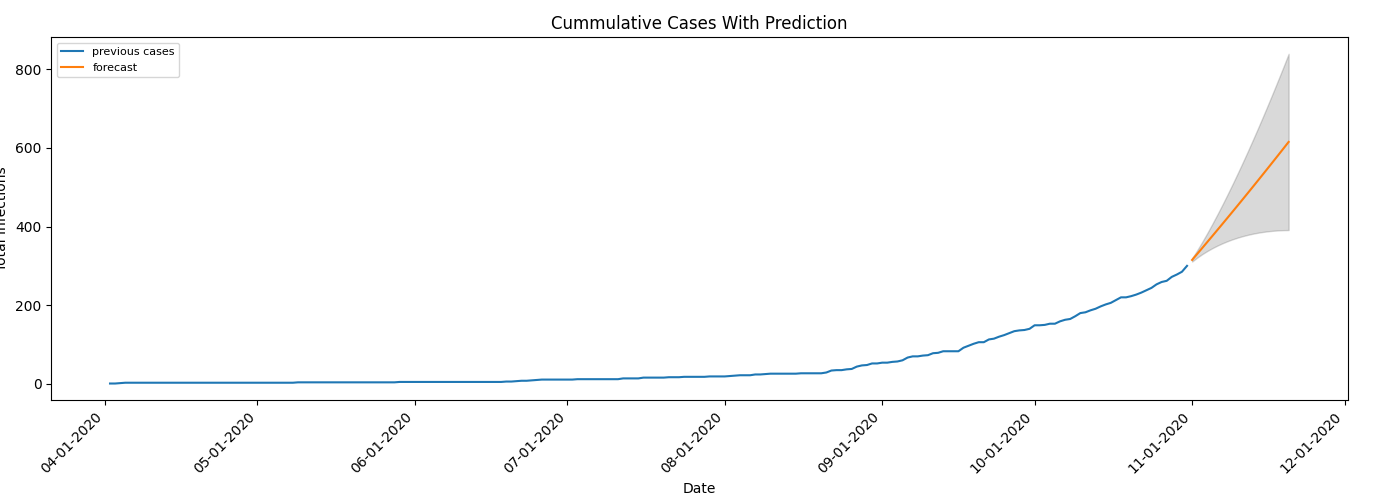 Cummulative Cases With Prediction
previous cases
forecast
800
600
400
200
0
Total Infections
04-01-2020
05-01-2020
06-01-2020
07-01-2020
08-01-2020
09-01-2020
10-01-2020
11-01-2020
12-01-2020
Date